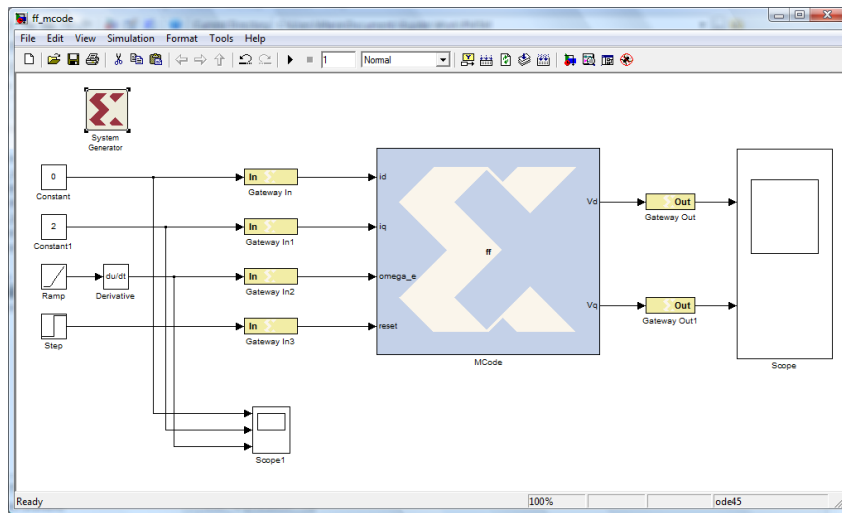 ff_mcode
File Edit View Simulation Format Tools Help
1 Normal
System
Generator
0
Constant
In
Gateway In
id
2
Constant1
In
Gateway In1
iq
Ramp
du/dt
Derivative
In
Gateway In2
omega_e
Step
In
Gateway In3
reset
ff
Vd
Vq
MCode
Out
Gateway Out
Out
Gateway Out1
Scope
Scope1
Ready 100% ode45